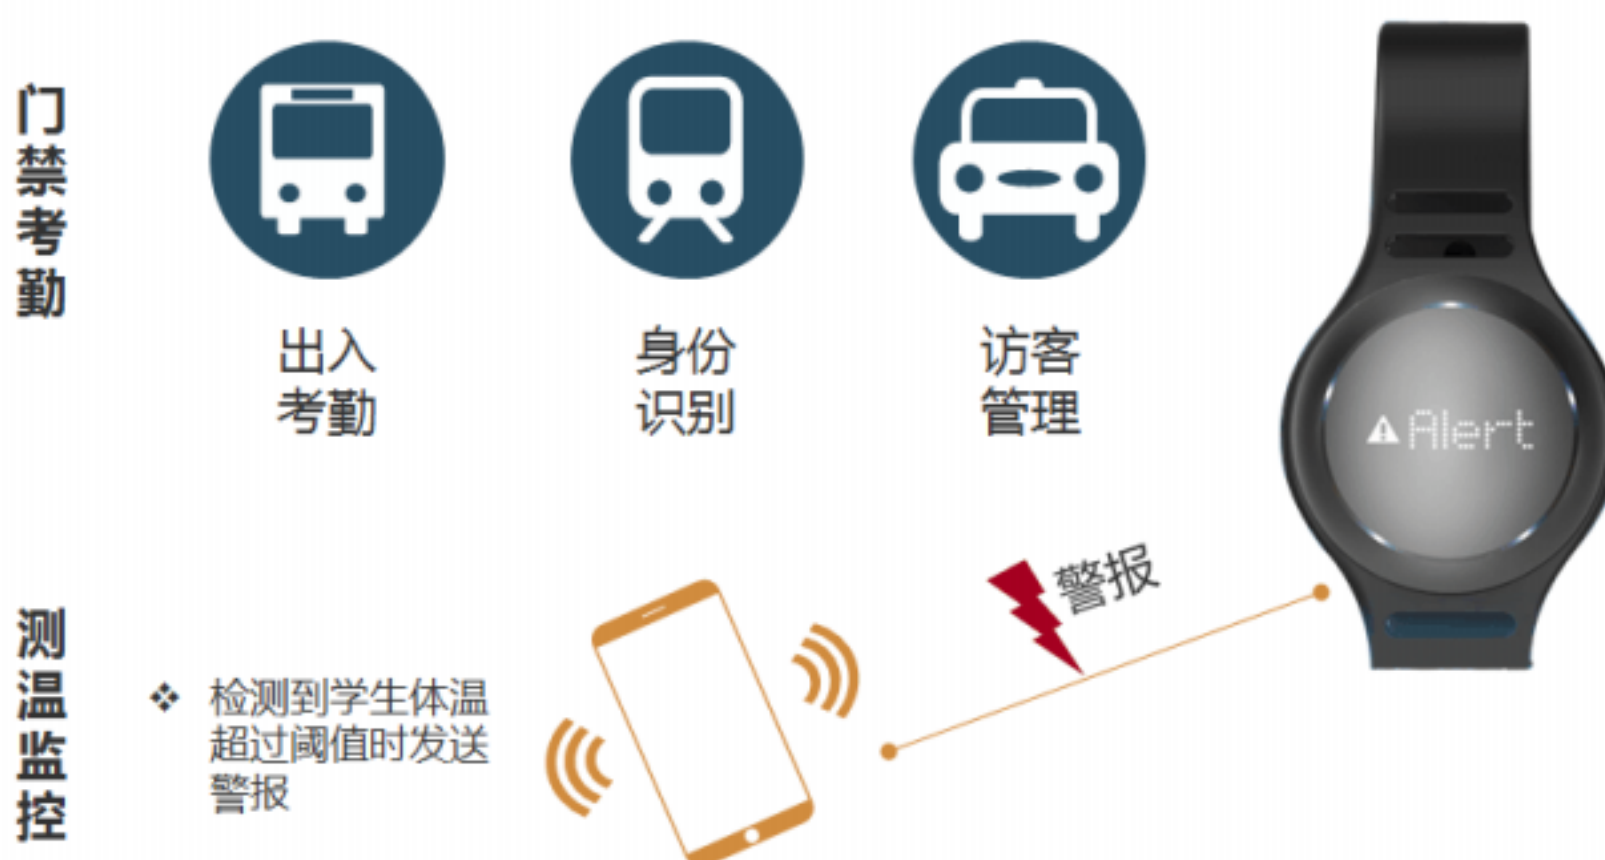 门禁考勤
出入
考勤
身份
识别
访客
管理
Alert
警报
测温监控
检测到学生体温
超过阈值时发送
警报